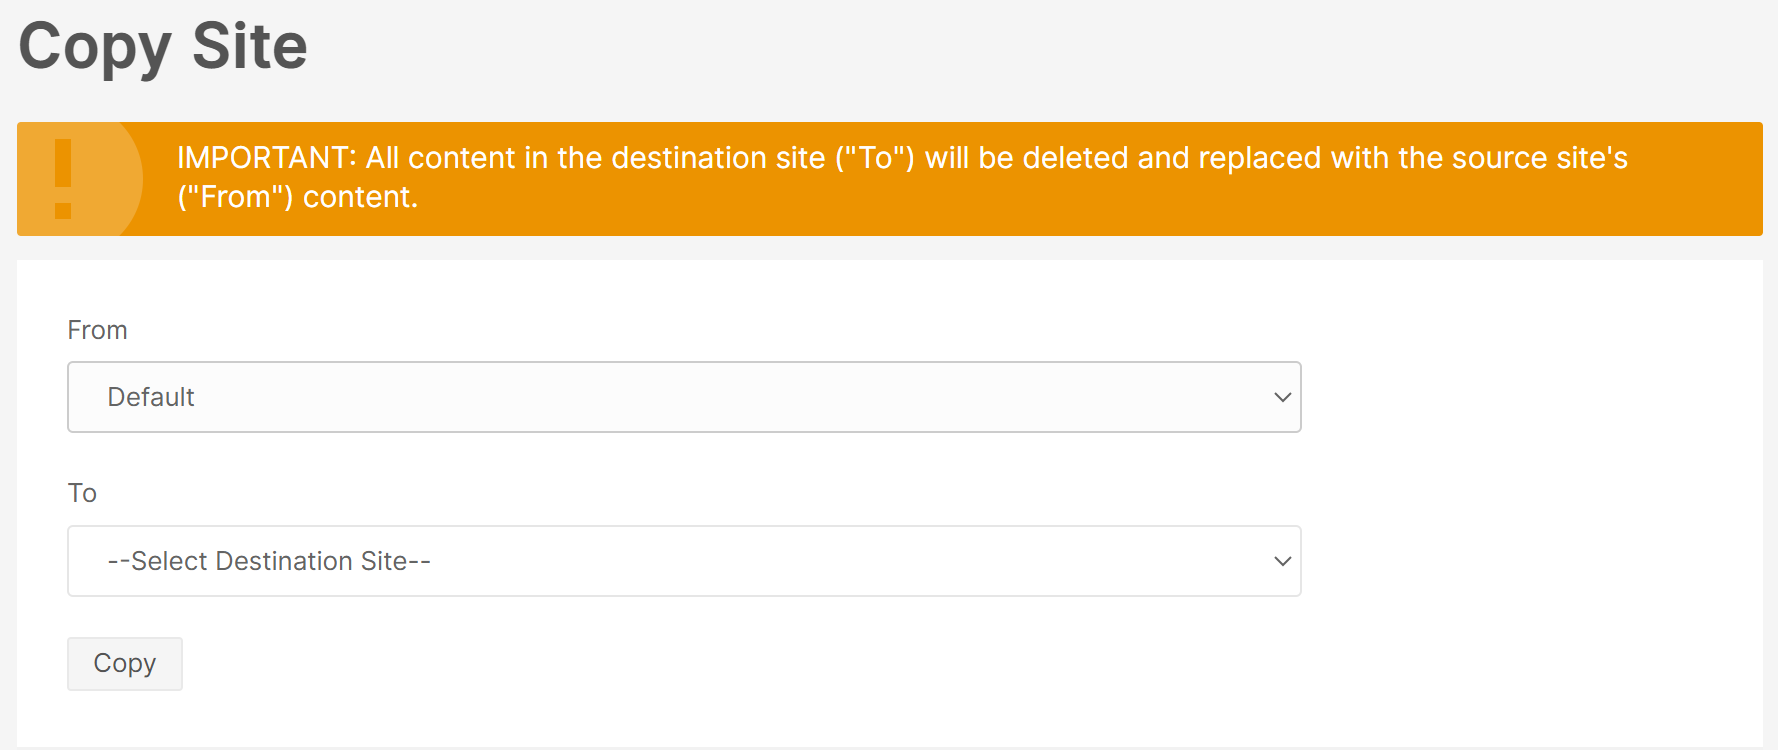 Copy Site
IMPORTANT: All content in the destination site ("To") will be deleted and replaced with the source site's
("From") content.
From
Default
To
--Select Destination Site--
Copy